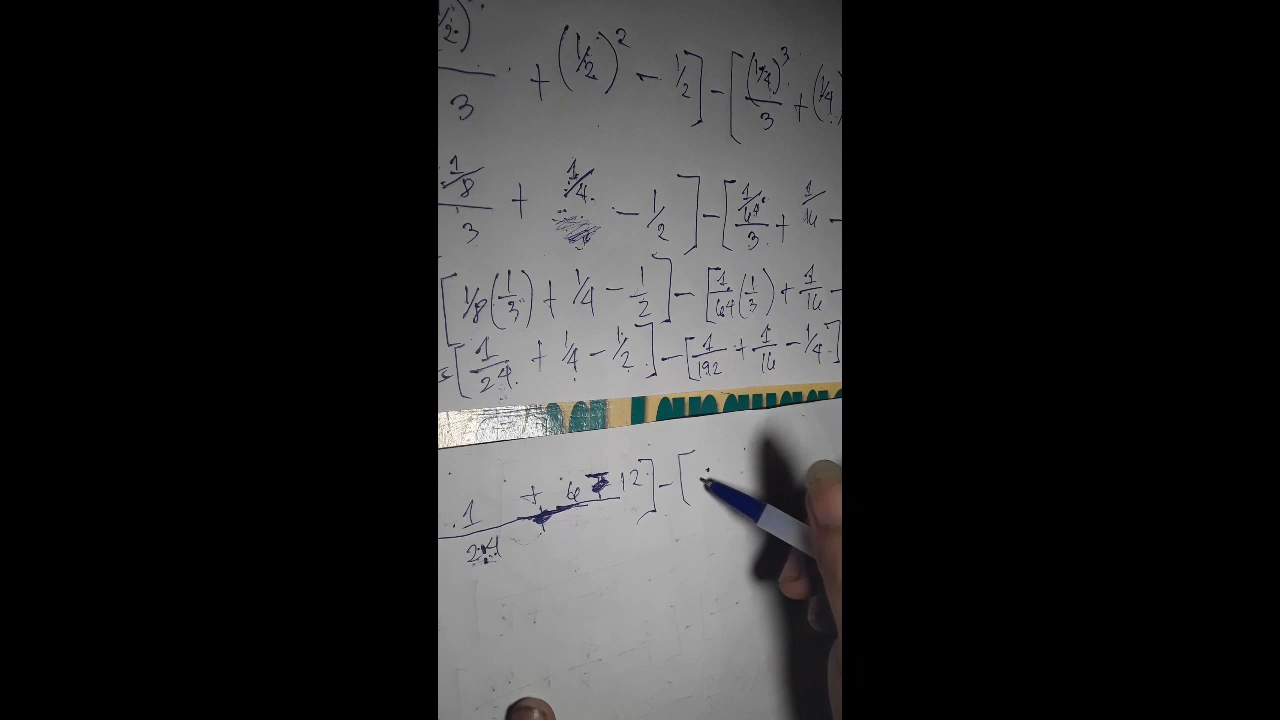 1/2) 3 + (1/2)^2 - 1/2] - [(1/4)^3/3 + (1/4)
1/8/3 + 1/4 - 1/2] - [1/64/3 + 1/16 -
[1/8(1/3) + 1/4 - 1/2] - [1/64(1/3) + 1/16 -
= [1/24 + 1/4 - 1/2] - [1/192 + 1/16 - 1/4]
1 + 6 - 12] - [
24